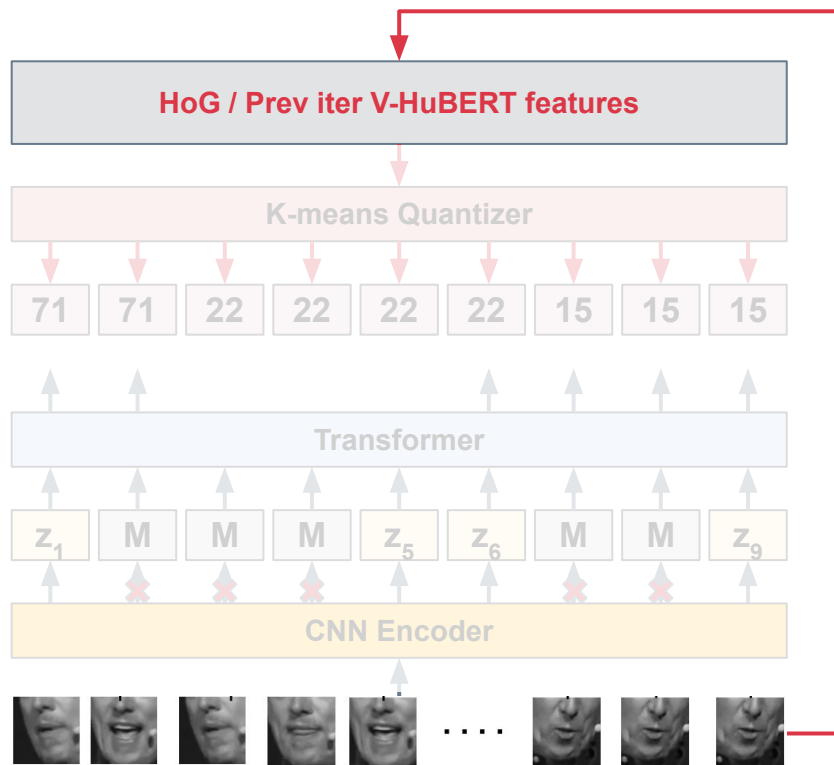 HoG / Prev iter V-HuBERT features
K-means Quantizer
71 71 22 22 22 22 15 15 15
Transformer
z₁ M M M z₅ z₆ M M z₉
CNN Encoder
. . . .